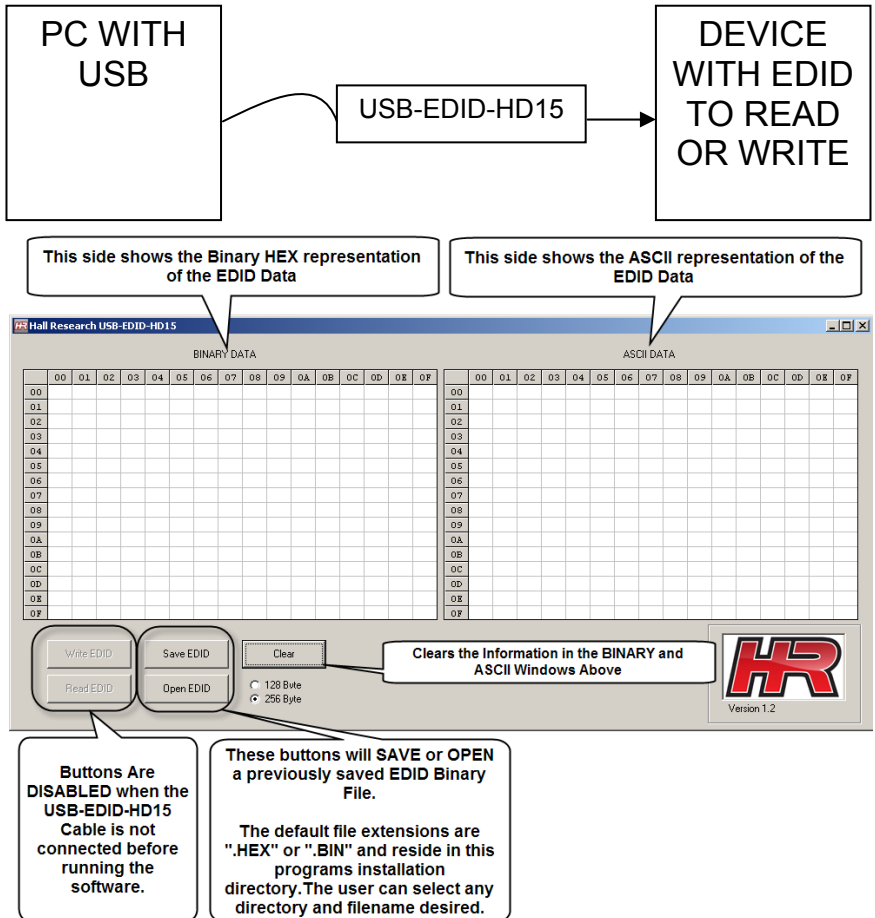 PC WITH
USB
USB-EDID-HD15
DEVICE
WITH EDID
TO READ
OR WRITE
This side shows the Binary HEX representation
of the EDID Data
This side shows the ASCII representation of the
EDID Data
HR Hall Research USB-EDID-HD15
BINARY DATA
ASCII DATA
00 01 02 03 04 05 06 07 08 09 0A 0B 0C 0D 0E 0F
00
01
02
03
04
05
06
07
08
09
0A
0B
0C
0D
0E
0F
00 01 02 03 04 05 06 07 08 09 0A 0B 0C 0D 0E 0F
00
01
02
03
04
05
06
07
08
09
0A
0B
0C
0D
0E
0F
Write EDID
Save EDID
Clear
Read EDID
Open EDID
128 Byte
256 Byte
Clears the Information in the BINARY and
ASCII Windows Above
HR
Version 1.2
Buttons Are
DISABLED when the
USB-EDID-HD15
Cable is not
connected before
running the
software.
These buttons will SAVE or OPEN
a previously saved EDID Binary
File.
The default file extensions are
".HEX" or ".BIN" and reside in this
programs installation
directory.The user can select any
directory and filename desired.